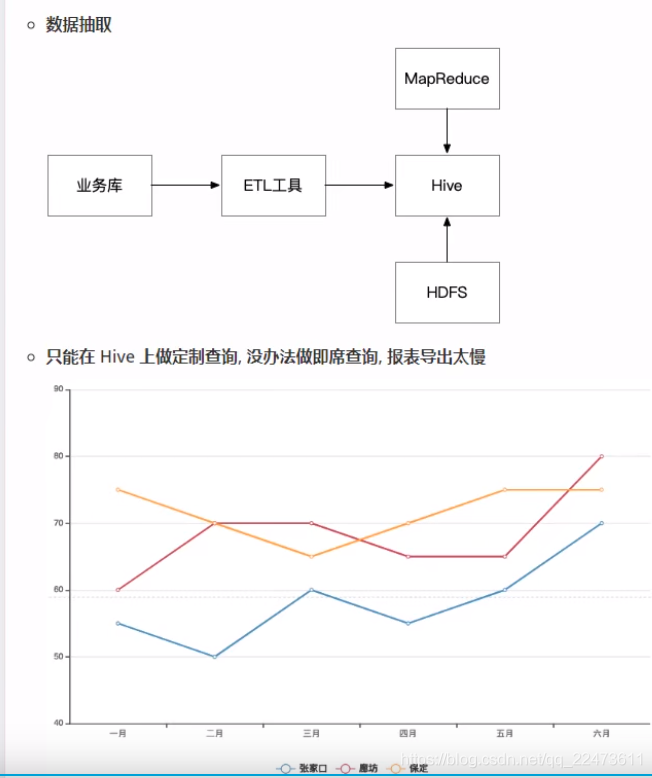 数据抽取
MapReduce
业务库
ETL工具
Hive
HDFS
只能在 Hive 上做定制查询, 没办法做即席查询, 报表导出太慢
90
80
70
60
50
40
一月
二月
三月
四月
五月
六月
张家口
廊坊
保定
https://blog.csdn.net/qq_22473611